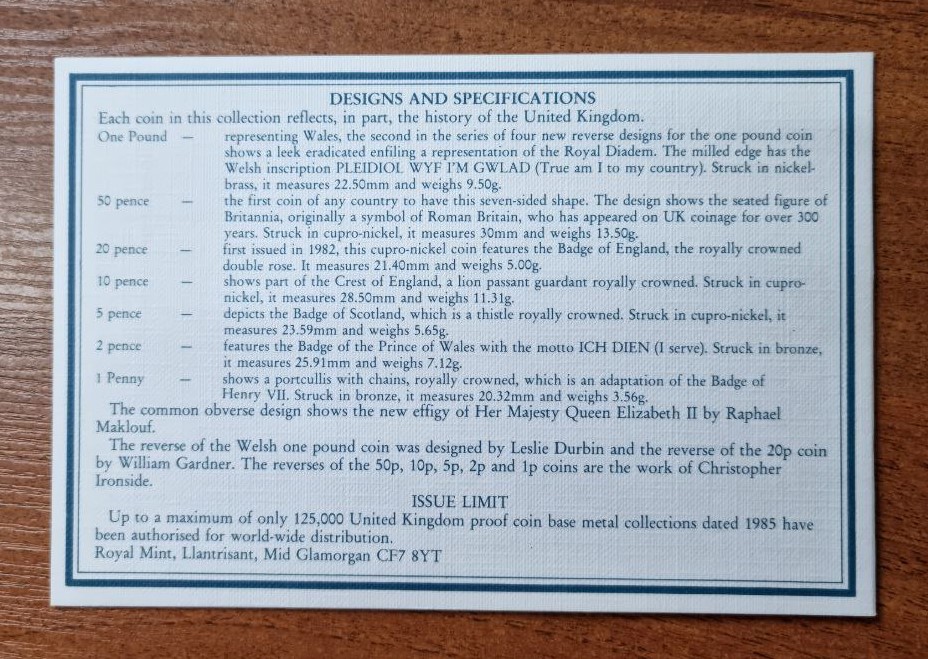 DESIGNS AND SPECIFICATIONS
Each coin in this collection reflects, in part, the history of the United Kingdom.
One Pound — representing Wales, the second in the series of four new reverse designs for the one pound coin
shows a leek eradicated enfiling a representation of the Royal Diadem. The milled edge has the
Welsh inscription PLEIDIOL WYF I'M GWLAD (True am I to my country). Struck in nickel-
brass, it measures 22.50mm and weighs 9.50g.
50 pence — the first coin of any country to have this seven-sided shape. The design shows the seated figure of
Britannia, originally a symbol of Roman Britain, who has appeared on UK coinage for over 300
years. Struck in cupro-nickel, it measures 30mm and weighs 13.50g.
20 pence — first issued in 1982, this cupro-nickel coin features the Badge of England, the royally crowned
double rose. It measures 21.40mm and weighs 5.00g.
10 pence — shows part of the Crest of England, a lion passant guardant royally crowned. Struck in cupro-
nickel, it measures 28.50mm and weighs 11.31g.
5 pence — depicts the Badge of Scotland, which is a thistle royally crowned. Struck in cupro-nickel, it
measures 23.59mm and weighs 5.65g.
2 pence — features the Badge of the Prince of Wales with the motto ICH DIEN (I serve). Struck in bronze,
it measures 25.91mm and weighs 7.12g.
1 Penny — shows a portcullis with chains, royally crowned, which is an adaptation of the Badge of
Henry VII. Struck in bronze, it measures 20.32mm and weighs 3.56g.
The common obverse design shows the new effigy of Her Majesty Queen Elizabeth II by Raphael
Maklouf.
The reverse of the Welsh one pound coin was designed by Leslie Durbin and the reverse of the 20p coin
by William Gardner. The reverses of the 50p, 10p, 5p, 2p and 1p coins are the work of Christopher
Ironside.
ISSUE LIMIT
Up to a maximum of only 125,000 United Kingdom proof coin base metal collections dated 1985 have
been authorised for world-wide distribution.
Royal Mint, Llantrisant, Mid Glamorgan CF7 8YT